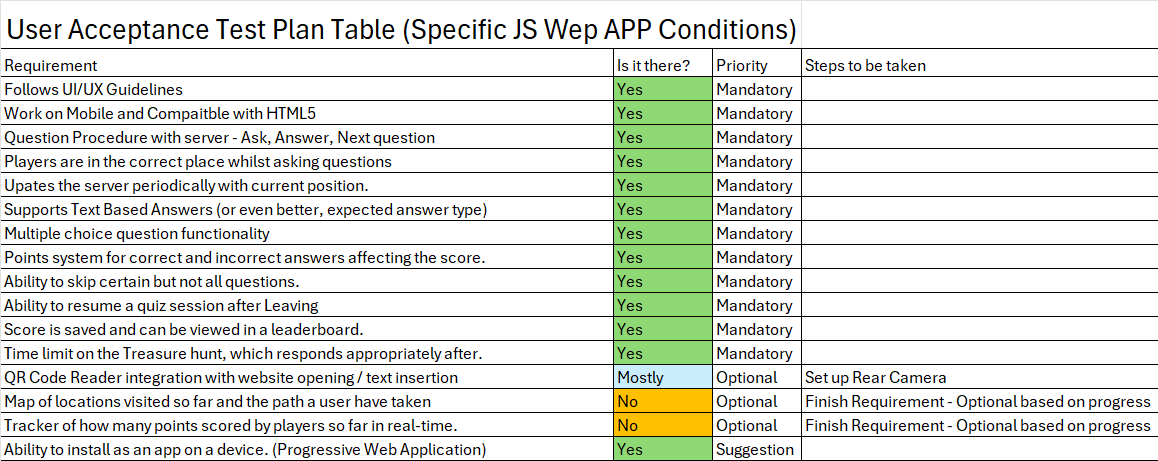 User Acceptance Test Plan Table (Specific JS Wep APP Conditions)
Requirement Is it there? Priority Steps to be taken
Follows UI/UX Guidelines Yes Mandatory
Work on Mobile and Compaitble with HTML5 Yes Mandatory
Question Procedure with server - Ask, Answer, Next question Yes Mandatory
Players are in the correct place whilst asking questions Yes Mandatory
Upates the server periodically with current position. Yes Mandatory
Supports Text Based Answers (or even better, expected answer type) Yes Mandatory
Multiple choice question functionality Yes Mandatory
Points system for correct and incorrect answers affecting the score. Yes Mandatory
Ability to skip certain but not all questions. Yes Mandatory
Ability to resume a quiz session after Leaving Yes Mandatory
Score is saved and can be viewed in a leaderboard. Yes Mandatory
Time limit on the Treasure hunt, which responds appropriately after. Yes Mandatory
QR Code Reader integration with website opening / text insertion Mostly Optional Set up Rear Camera
Map of locations visited so far and the path a user have taken No Optional Finish Requirement - Optional based on progress
Tracker of how many points scored by players so far in real-time. No Optional Finish Requirement - Optional based on progress
Ability to install as an app on a device. (Progressive Web Application) Yes Suggestion